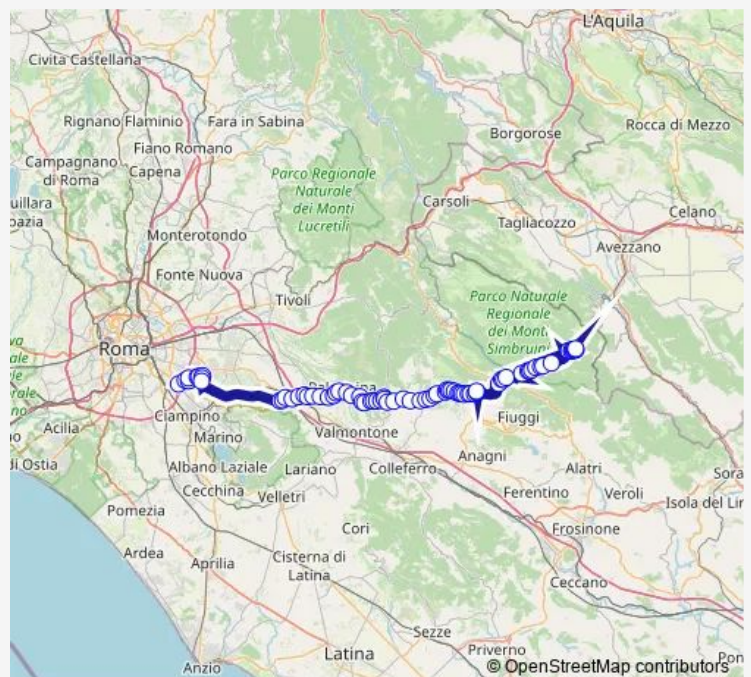 L'Aquila
Civita Castellana
Rignano Flaminio
Fara in Sabina
Borgorose
Rocca di Mezzo
Fiano Romano
Campagnano
di Roma
Capena
Parco Regionale
Naturale
dei Monti
Lucretili
Carsoli
Celano
Tagliacozzo
Monterotondo
Avezzano
Fonte Nuova
Tivoli
Parco Naturale
Regionale
dei Monti
Simbruini
Roma
Ciampino
Fiuggi
Acilia
Marino
Valmontone
di Ostia
Albano Laziale
Lariano
Colleferro
Anagni
Alatri
Cecchina
Velletri
Ferentino
Veroli
Sora
Isola del Lir
Pomezia
Cori
Frosinone
Ardea
Aprilia
Cisterna di
Latina
Ceccano
Sezze
Priverno
Latina
Anzio
© OpenStreetMap contributors